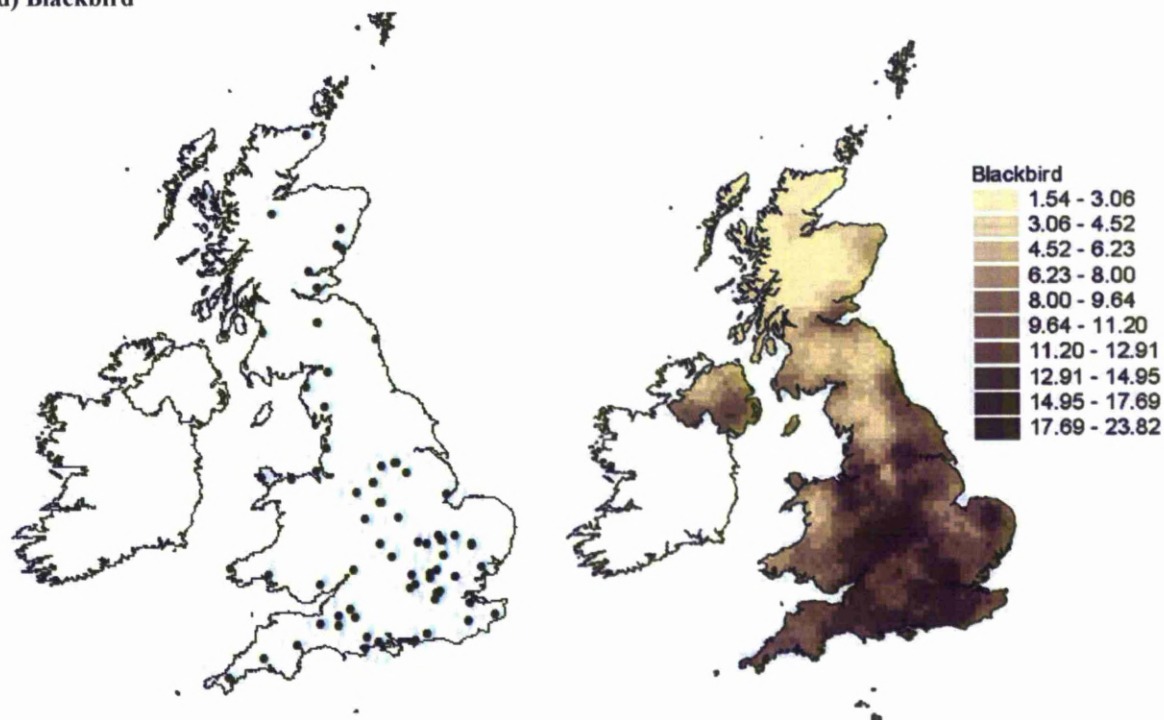 d) Blackbird
Blackbird
1.54 - 3.06
3.06 - 4.52
4.52 - 6.23
6.23 - 8.00
8.00 - 9.64
9.64 - 11.20
11.20 - 12.91
12.91 - 14.95
14.95 - 17.69
17.69 - 23.82